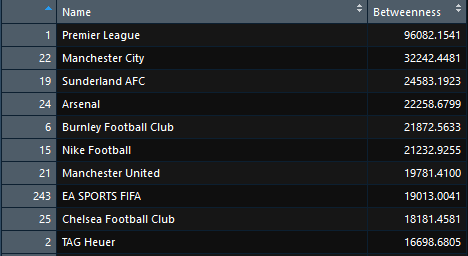 Name Betweenness
1 Premier League 96082.1541
22 Manchester City 32242.4481
19 Sunderland AFC 24583.1923
24 Arsenal 22258.6799
6 Burnley Football Club 21872.5633
15 Nike Football 21232.9255
21 Manchester United 19781.4100
243 EA SPORTS FIFA 19013.0041
25 Chelsea Football Club 18181.4581
2 TAG Heuer 16698.6805